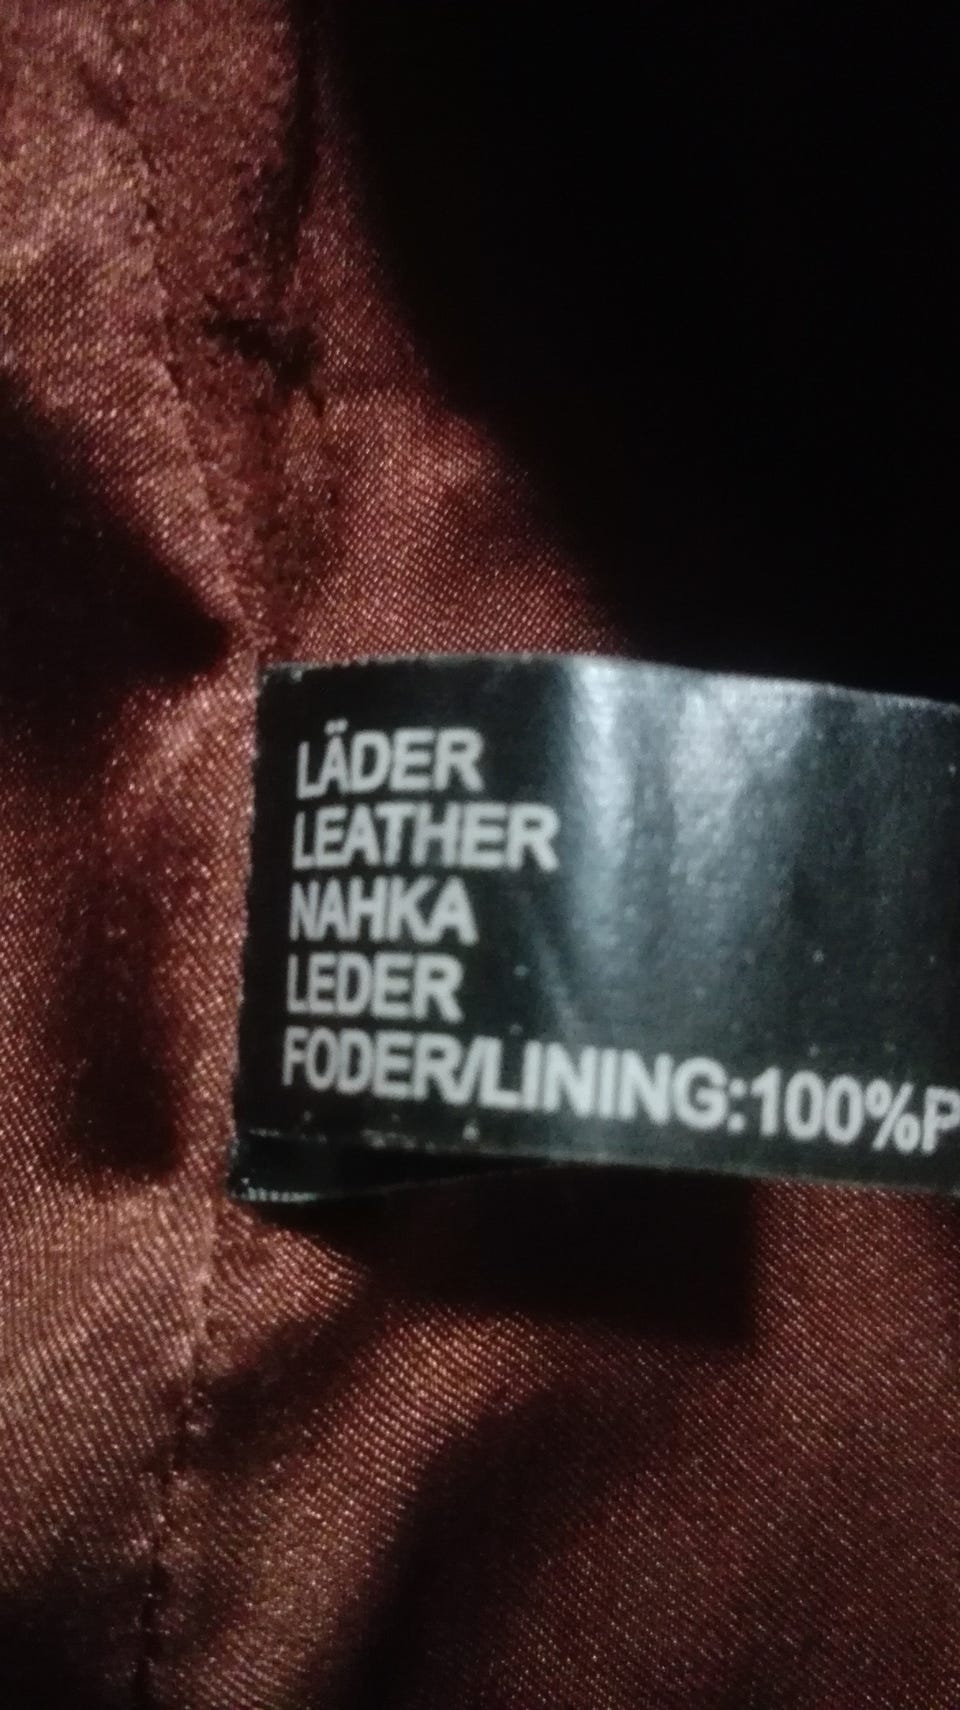 LÄDER
LEATHER
NAHKA
LEDER
FODER/LINING:100%P